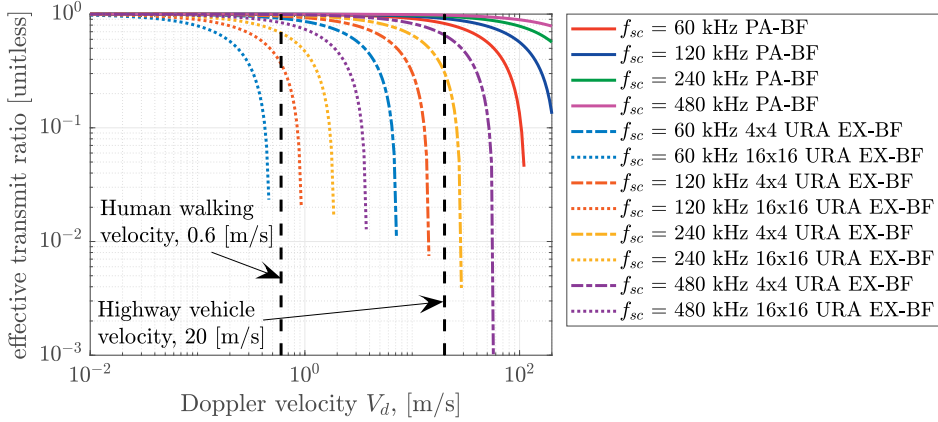 effective transmit ratio [unitless]
10^0
10^-1
10^-2
10^-3
Human walking
velocity, 0.6 [m/s]
Highway vehicle
velocity, 20 [m/s]
10^-2
10^0
10^2
Doppler velocity V_d, [m/s]
f_sc = 60 kHz PA-BF
f_sc = 120 kHz PA-BF
f_sc = 240 kHz PA-BF
f_sc = 480 kHz PA-BF
f_sc = 60 kHz 4x4 URA EX-BF
f_sc = 60 kHz 16x16 URA EX-BF
f_sc = 120 kHz 4x4 URA EX-BF
f_sc = 120 kHz 16x16 URA EX-BF
f_sc = 240 kHz 4x4 URA EX-BF
f_sc = 240 kHz 16x16 URA EX-BF
f_sc = 480 kHz 4x4 URA EX-BF
f_sc = 480 kHz 16x16 URA EX-BF